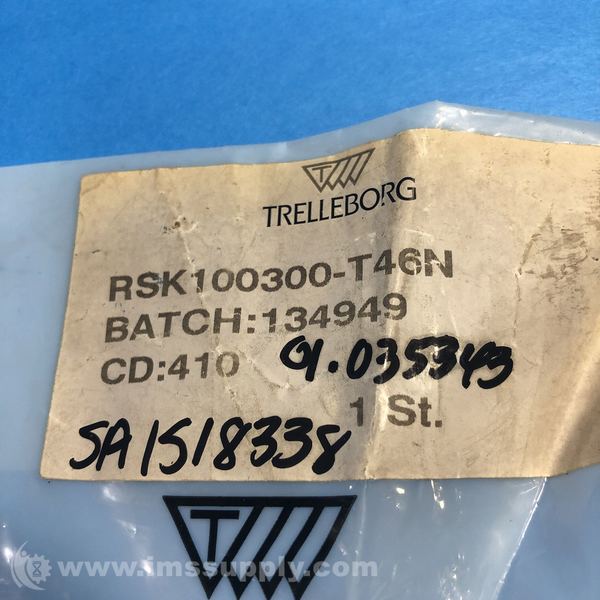 TRELLEBORG
RSK100300-T46N
BATCH:134949
CD:410 01.035343
1 St.
SA1518338
T
www.imssupply.com